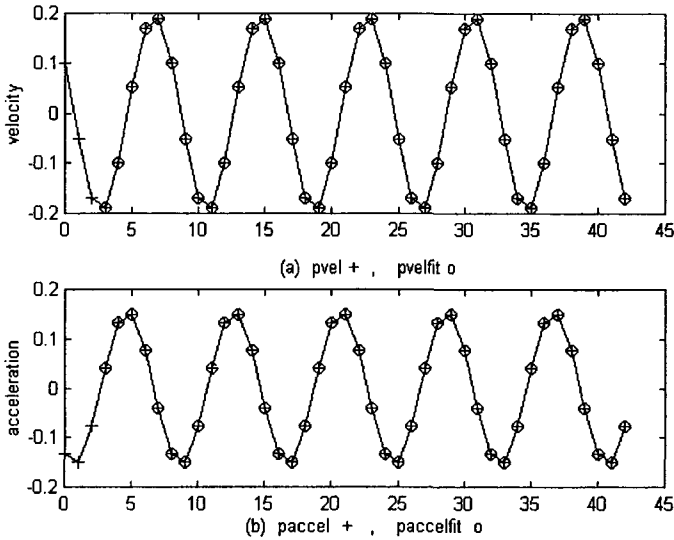 0.2
0.1
0
-0.1
-0.2
velocity
0 5 10 15 20 25 30 35 40 45
(a) pvel + , pvelfit o
0.2
0.1
0
-0.1
-0.2
acceleration
0 5 10 15 20 25 30 35 40 45
(b) paccel + , paccelfit o